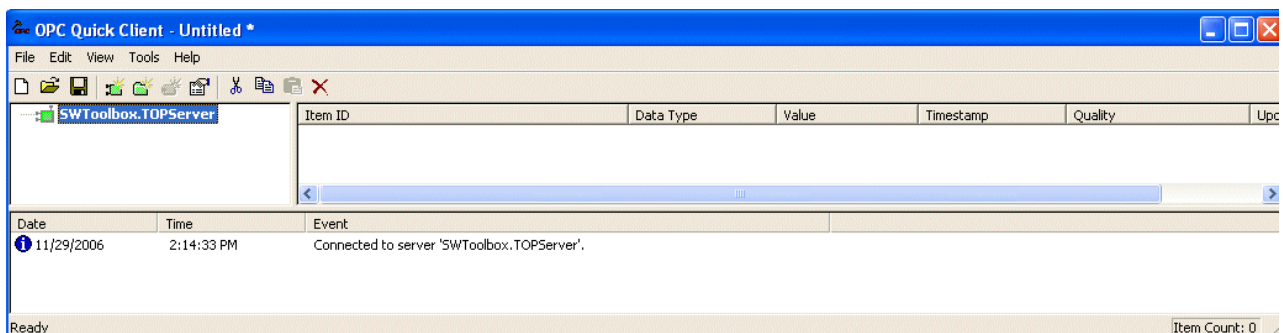 OPC Quick Client - Untitled *
File Edit View Tools Help
SWToolbox.TOPServer
Item ID Data Type Value Timestamp Quality Upd
Date Time Event
11/29/2006 2:14:33 PM Connected to server 'SWToolbox.TOPServer'.
Ready Item Count: 0